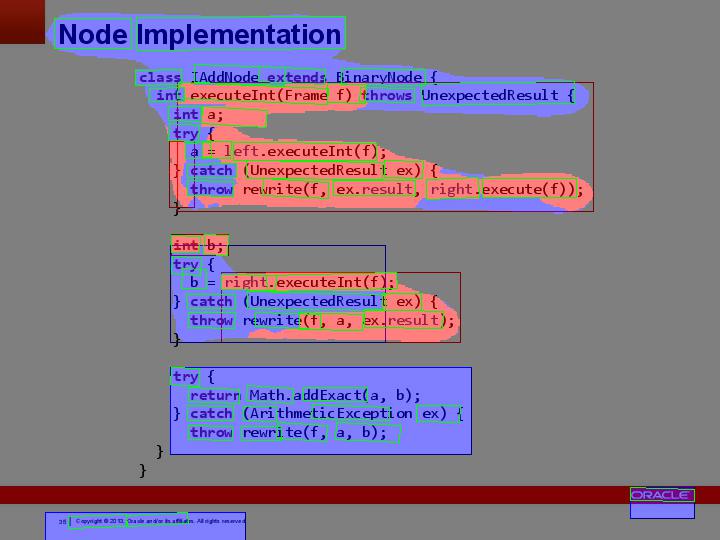 Node Implementation
class IAddNode extends BinaryNode {
int executeInt(Frame f) throws UnexpectedResult {
int a;
try {
a = left.executeInt(f);
} catch (UnexpectedResult ex) {
throw rewrite(f, ex.result, right.execute(f));
}
int b;
try {
b = right.executeInt(f);
} catch (UnexpectedResult ex) {
throw rewrite(f, a, ex.result);
}
try {
return Math.addExact(a, b);
} catch (ArithmeticException ex) {
throw rewrite(f, a, b);
}
}
ORACLE
35 | Copyright © 2013, Oracle and/or its affiliates. All rights reserved.